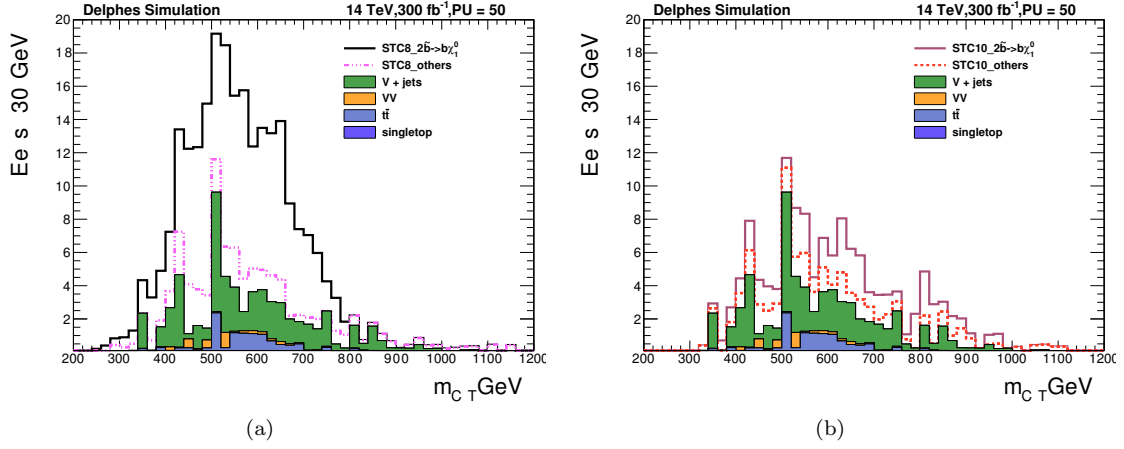 Delphes Simulation 14 TeV,300 fb⁻¹,PU = 50
Ee s 30 GeV
20
18
16
14
12
10
8
6
4
2
STC8_2b̃->bχ₁⁰
STC8_others
V + jets
VV
tt̄
singletop
200 300 400 500 600 700 800 900 1000 1100 1200
m_C T GeV
(a)
Delphes Simulation 14 TeV,300 fb⁻¹,PU = 50
Ee s 30 GeV
20
18
16
14
12
10
8
6
4
2
STC10_2b̃->bχ₁⁰
STC10_others
V + jets
VV
tt̄
singletop
200 300 400 500 600 700 800 900 1000 1100 1200
m_C T GeV
(b)